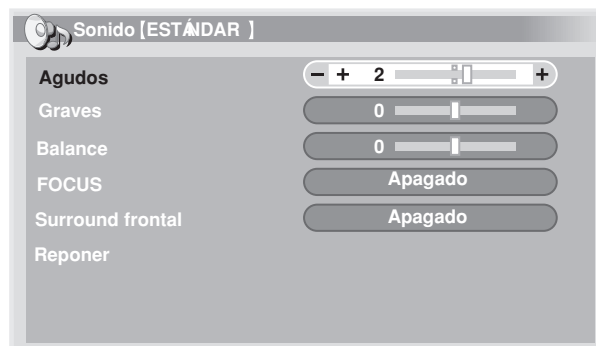 Sonido [ESTÁNDAR ]
Agudos − + 2 +
Graves 0
Balance 0
FOCUS Apagado
Surround frontal Apagado
Reponer